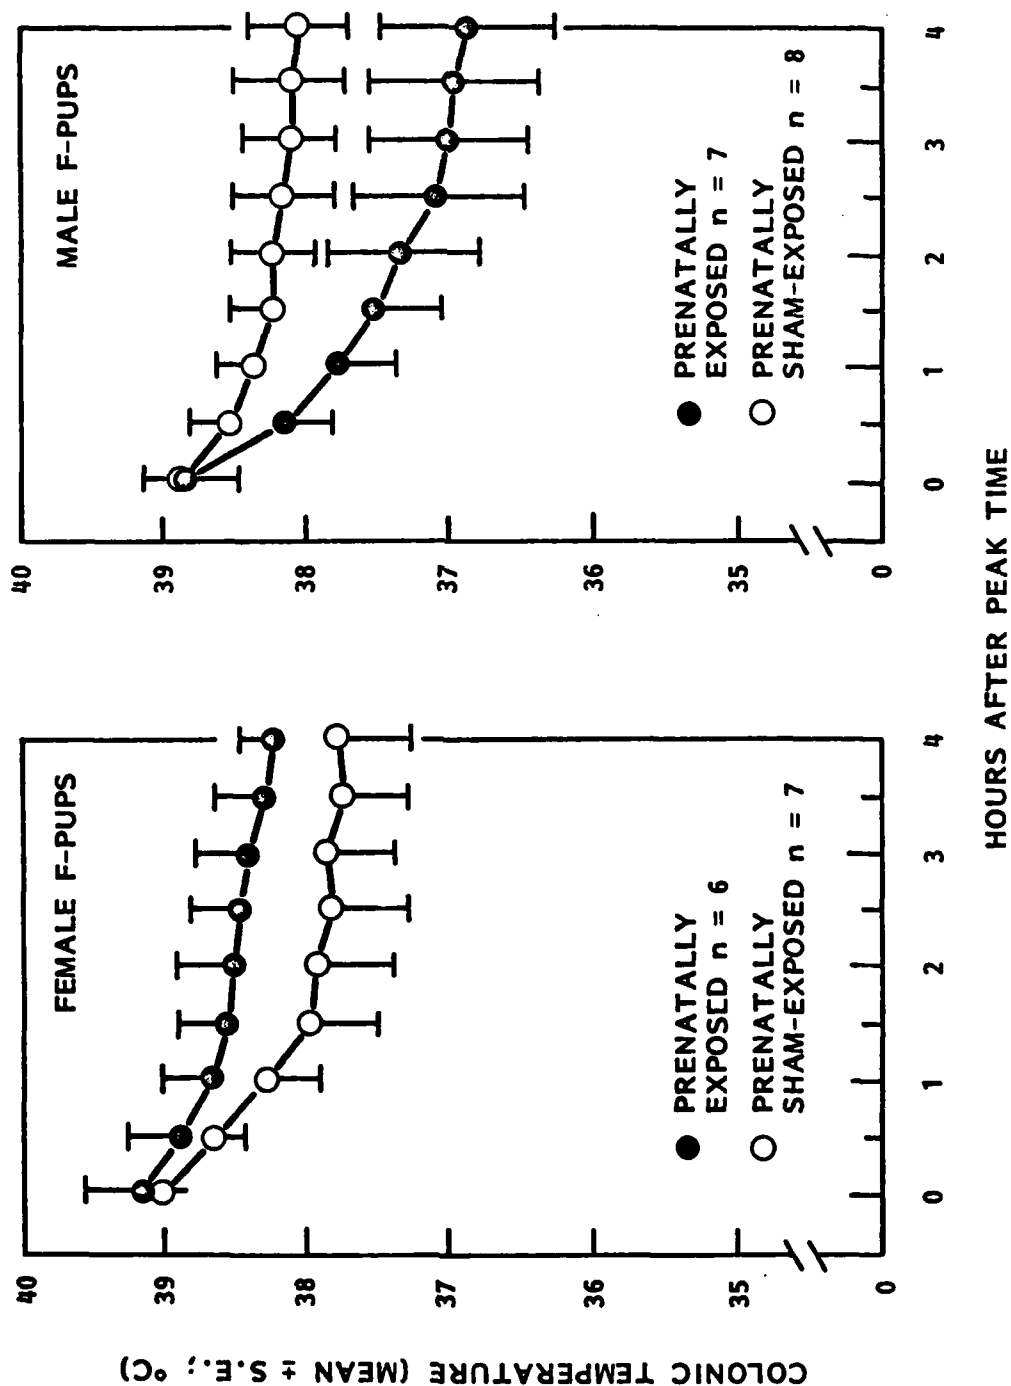 COLONIC TEMPERATURE (MEAN ± S.E.; °C)
FEMALE F-PUPS
40
39
38
37
36
35
0
PRENATALLY
EXPOSED n = 6
PRENATALLY
SHAM-EXPOSED n = 7
0 1 2 3 4
MALE F-PUPS
40
39
38
37
36
35
0
PRENATALLY
EXPOSED n = 7
PRENATALLY
SHAM-EXPOSED n = 8
0 1 2 3 4
HOURS AFTER PEAK TIME